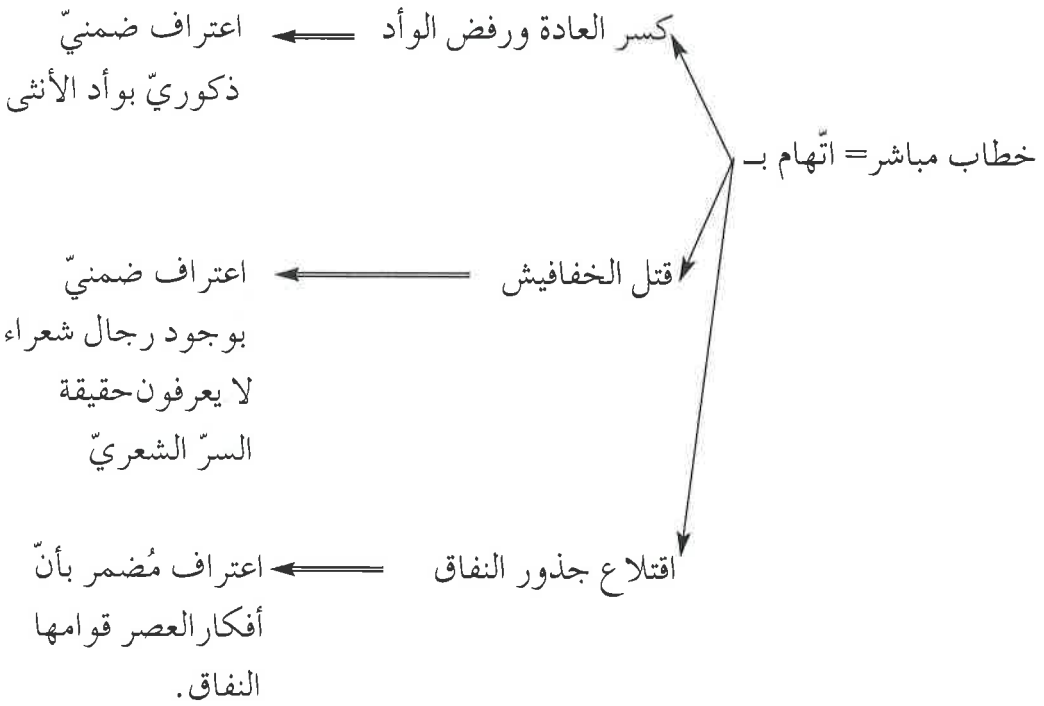 كسر العادة ورفض الوأد
اعتراف ضمنيّ
ذكوريّ بوأد الأنثى
خطاب مباشر= اتّهام بـ
قتل الخفافيش
اعتراف ضمنيّ
بوجود رجال شعراء
لا يعرفون حقيقة
السرّ الشعريّ
اقتلاع جذور النفاق
اعتراف مُضمر بأنّ
أفكار العصر قوامها
النفاق.